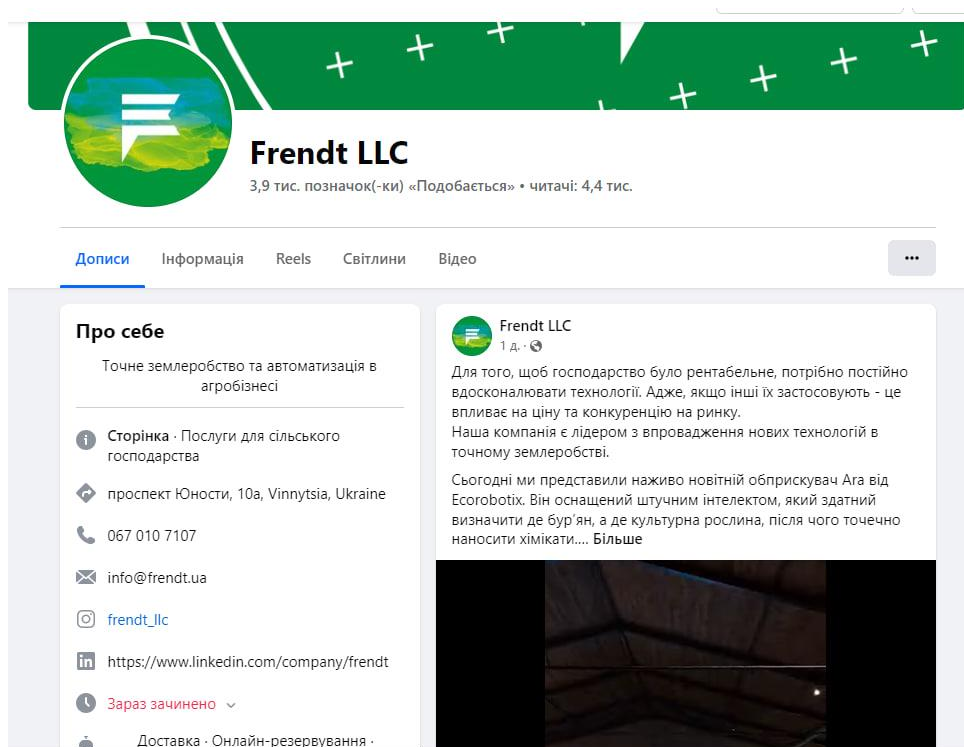 Frendt LLC
3,9 тис. позначок(-ки) «Подобається» • читачі: 4,4 тис.
Дописи
Інформація
Reels
Світлини
Відео
Про себе
Точне землеробство та автоматизація в
агробізнесі
Сторінка · Послуги для сільського
господарства
проспект Юности, 10а, Vinnytsia, Ukraine
067 010 7107
info@frendt.ua
frendt_llc
https://www.linkedin.com/company/frendt
Зараз зачинено
Доставка · Онлайн-резервування ·
Frendt LLC
1 д. ·
Для того, щоб господарство було рентабельне, потрібно постійно
вдосконалювати технології. Адже, якщо інші їх застосовують - це
впливає на ціну та конкуренцію на ринку.
Наша компанія є лідером з впровадження нових технологій в
точному землеробстві.
Сьогодні ми представили наживо новітній обприскувач Ara від
Ecorobotix. Він оснащений штучним інтелектом, який здатний
визначити де бур’ян, а де культурна рослина, після чого точечно
наносити хімікати.... Більше